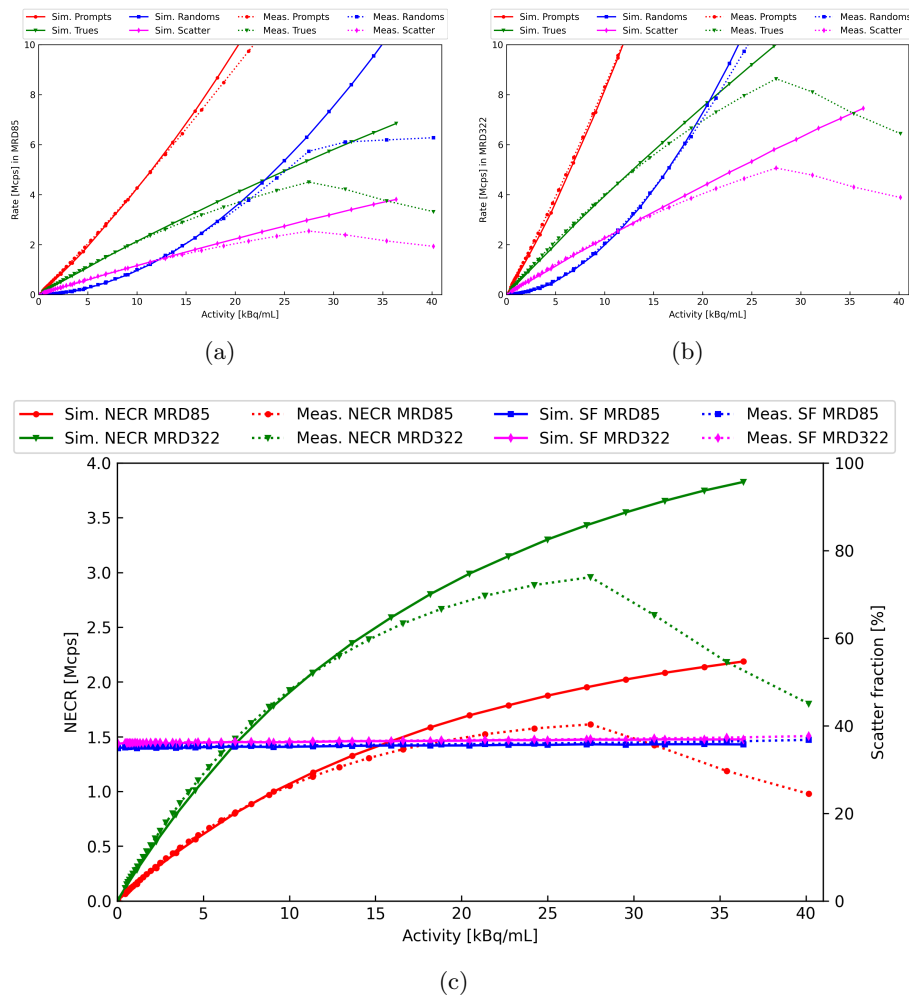 Sim. Prompts Sim. Randoms Meas. Prompts Meas. Randoms
Sim. Trues Sim. Scatter Meas. Trues Meas. Scatter
10
8
6
4
2
0
Rate [Mcps] in MRD85
0 5 10 15 20 25 30 35 40
Activity [kBq/mL]
(a)
Sim. Prompts Sim. Randoms Meas. Prompts Meas. Randoms
Sim. Trues Sim. Scatter Meas. Trues Meas. Scatter
10
8
6
4
2
0
Rate [Mcps] in MRD322
0 5 10 15 20 25 30 35 40
Activity [kBq/mL]
(b)
Sim. NECR MRD85 Meas. NECR MRD85 Sim. SF MRD85 Meas. SF MRD85
Sim. NECR MRD322 Meas. NECR MRD322 Sim. SF MRD322 Meas. SF MRD322
4.0
3.5
3.0
2.5
2.0
1.5
1.0
0.5
0.0
NECR [Mcps]
100
80
60
40
20
0
Scatter fraction [%]
0 5 10 15 20 25 30 35 40
Activity [kBq/mL]
(c)